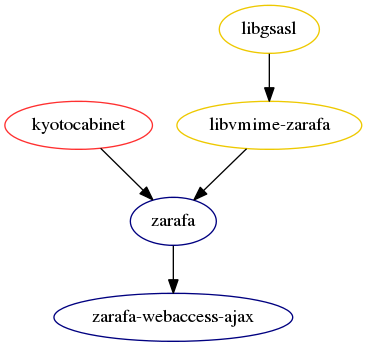 libgsasl
kyotocabinet
libvmime-zarafa
zarafa
zarafa-webaccess-ajax